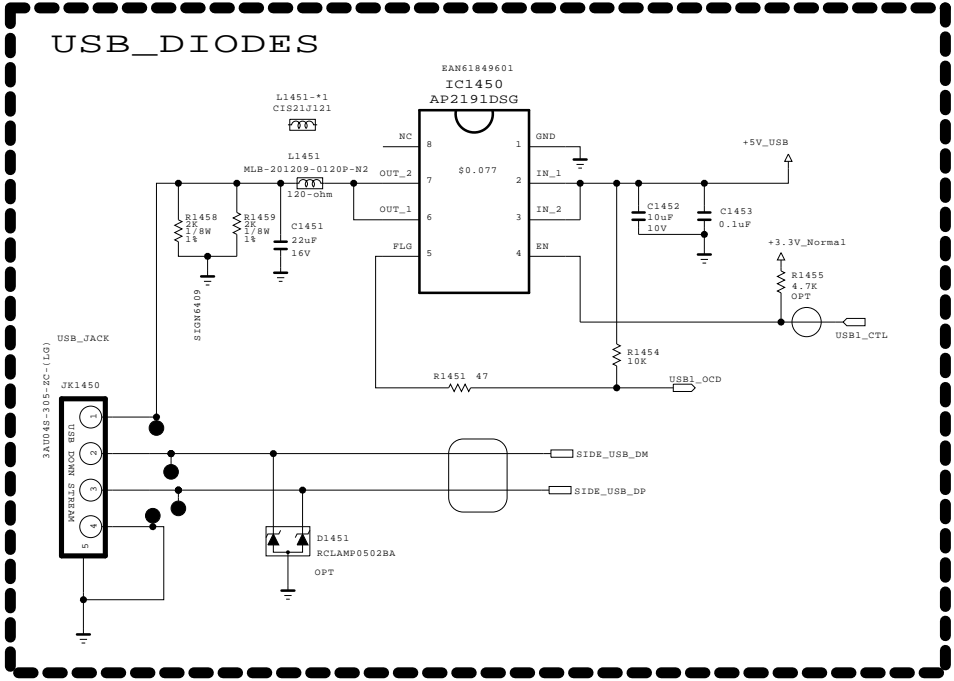 USB_DIODES
EAN61849601
IC1450
AP2191DSG
L1451-*1
CIS21J121
NC
8
1
GND
+5V_USB
L1451
MLB-201209-0120P-N2
120-ohm
OUT_2
7
$0.077
2
IN_1
OUT_1
6
3
IN_2
FLG
5
4
EN
R1458
2K
1/8W
1%
R1459
2K
1/8W
1%
C1451
22uF
16V
C1452
10uF
10V
C1453
0.1uF
+3.3V_Normal
R1455
4.7K
OPT
SIGN6409
USB1_CTL
USB_JACK
R1454
10K
3AU04S-305-ZC-(LG)
JK1450
R1451 47
USB1_OCD
1
2
3
4
5
USB DOWN STREAM
SIDE_USB_DM
SIDE_USB_DP
D1451
RCLAMP0502BA
OPT